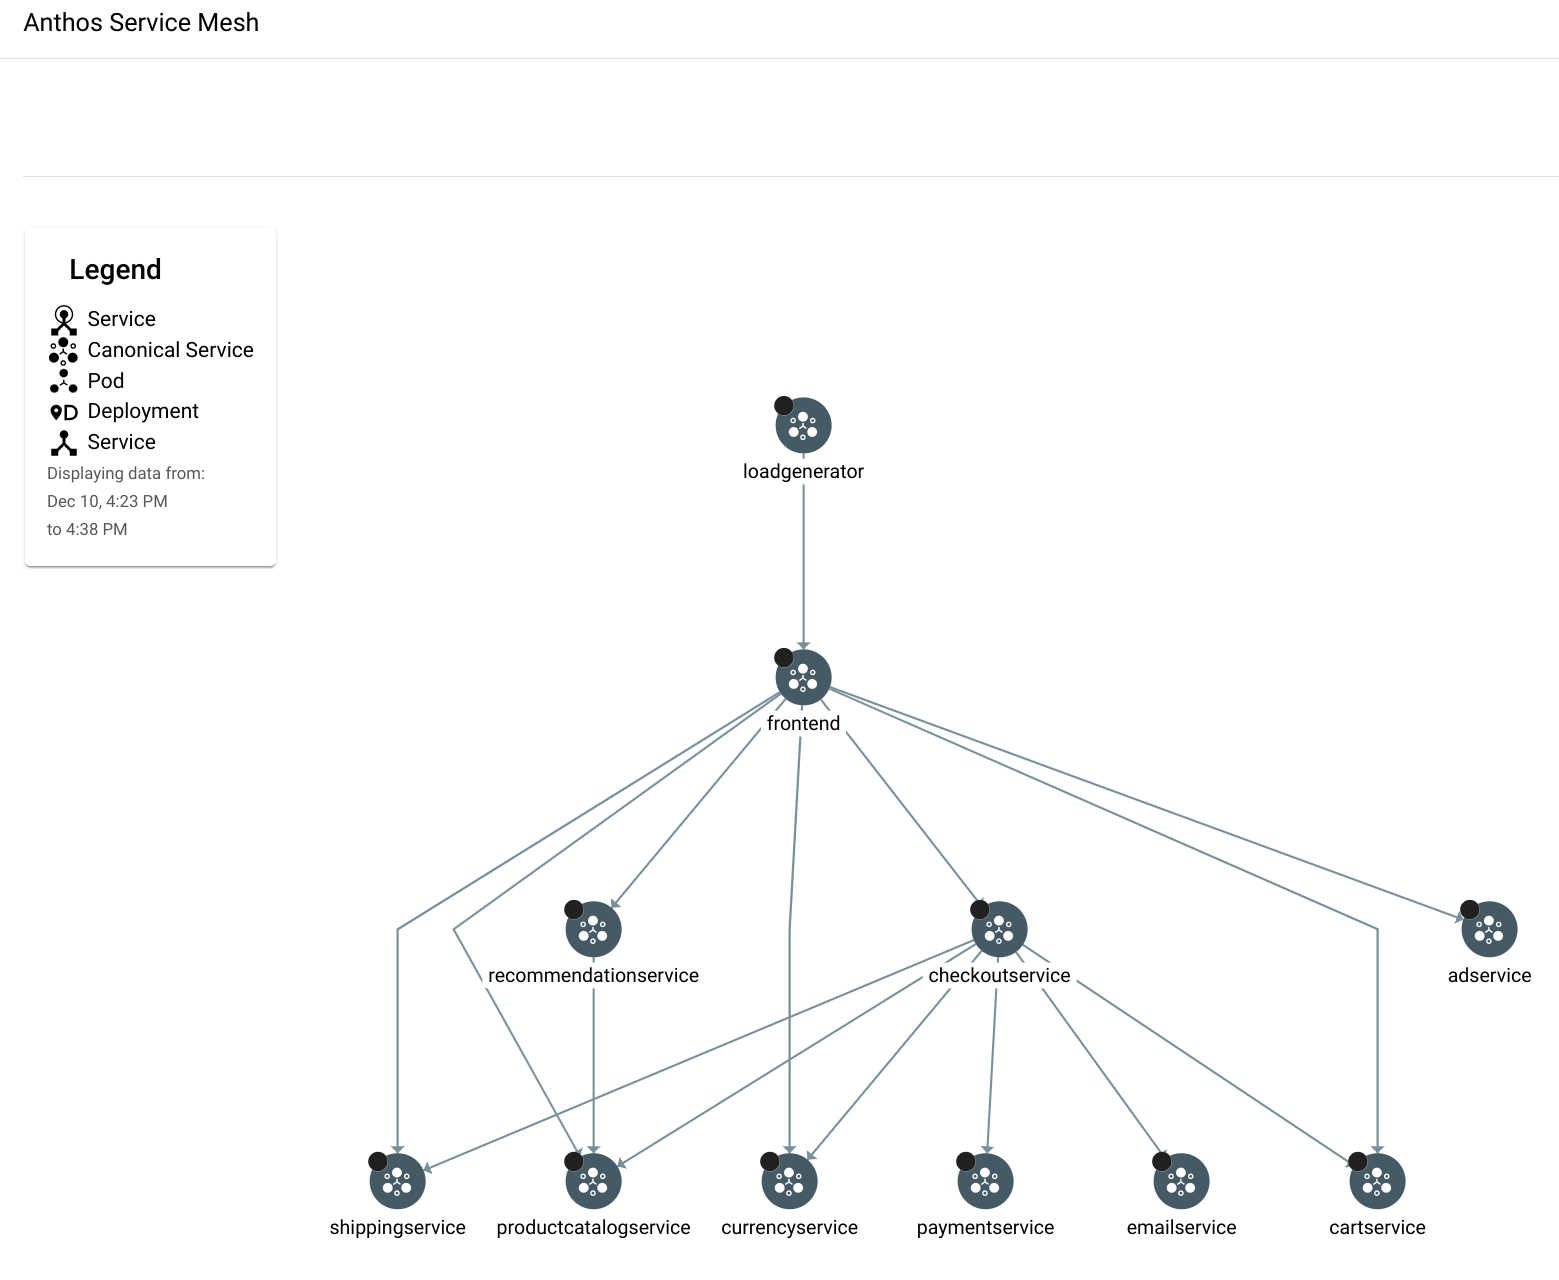 Anthos Service Mesh
Legend
Service
Canonical Service
Pod
D Deployment
Service
Displaying data from:
Dec 10, 4:23 PM
to 4:38 PM
loadgenerator
frontend
recommendationservice
checkoutservice
adservice
shippingservice
productcatalogservice
currencyservice
paymentservice
emailservice
cartservice